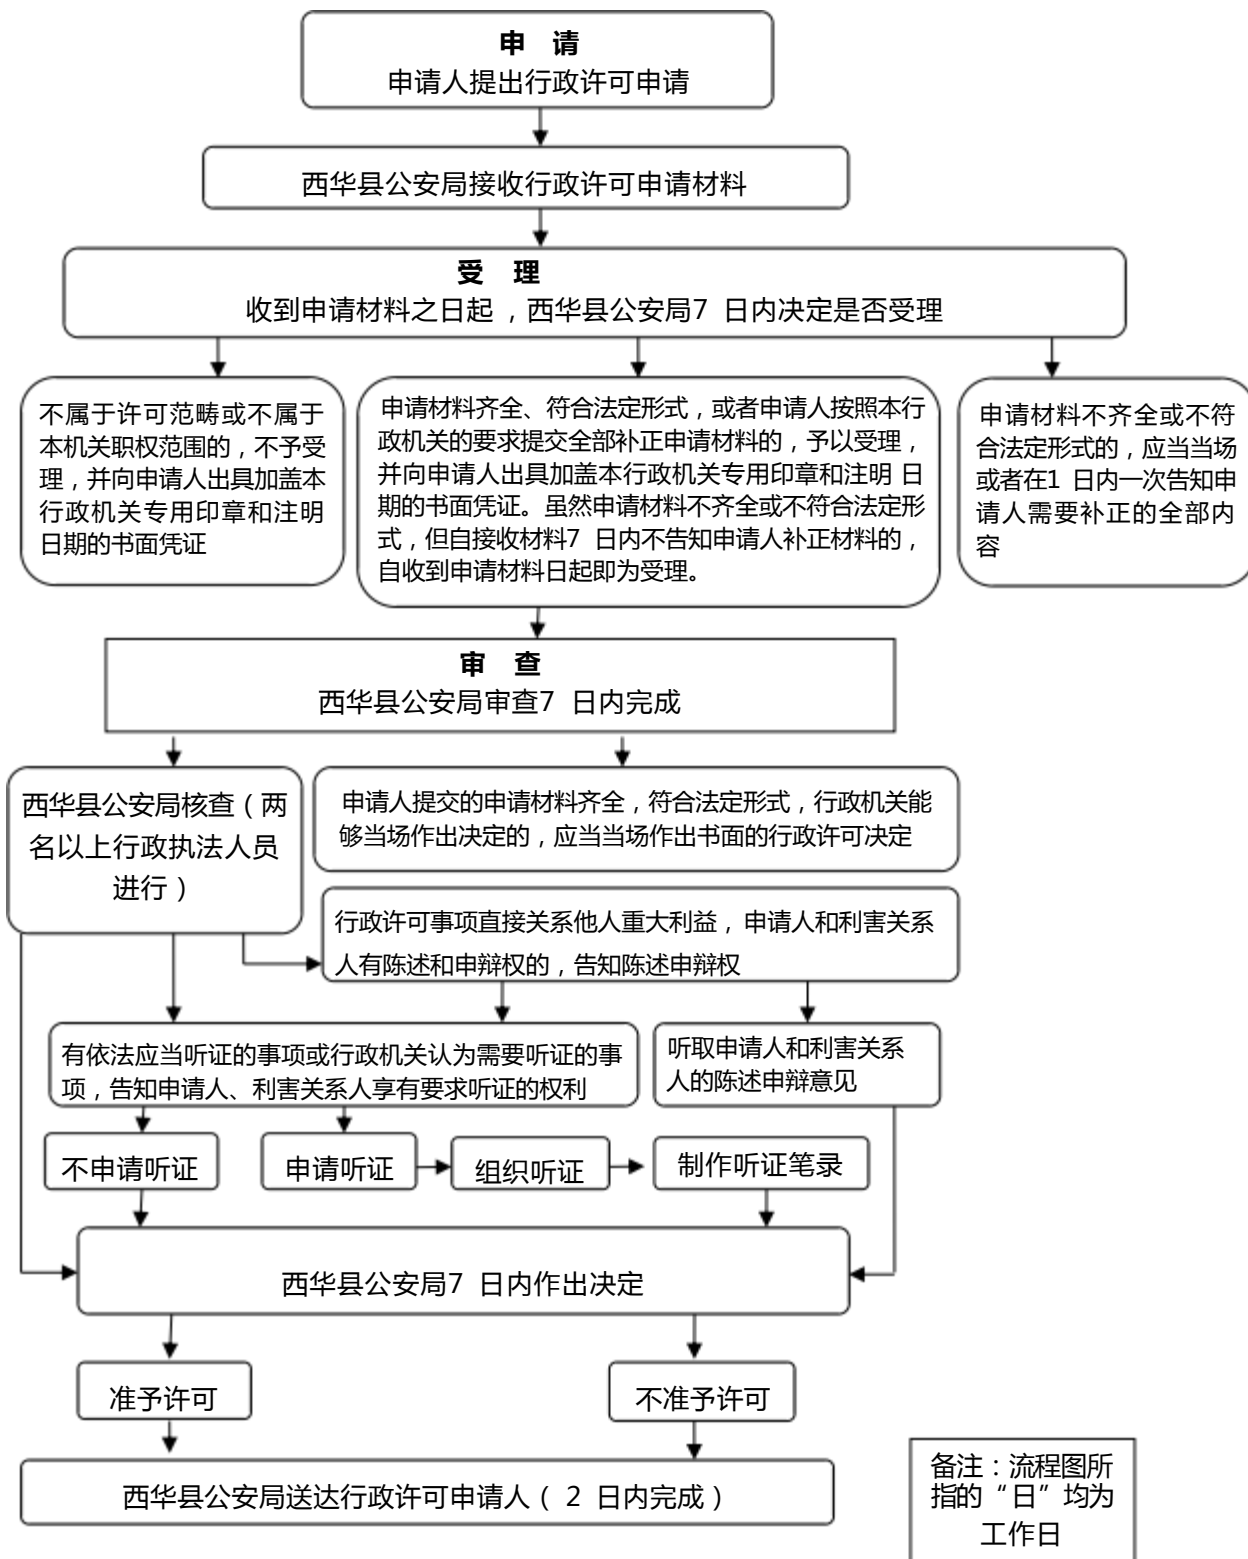 申 请
申请人提出行政许可申请
西华县公安局接收行政许可申请材料
受 理
收到申请材料之日起，西华县公安局7 日内决定是否受理
不属于许可范畴或不属于
本机关职权范围的，不予受
理，并向申请人出具加盖本
行政机关专用印章和注明
日期的书面凭证
申请材料齐全、符合法定形式，或者申请人按照本行
政机关的要求提交全部补正申请材料的，予以受理，
并向申请人出具加盖本行政机关专用印章和注明 日
期的书面凭证。虽然申请材料不齐全或不符合法定形
式，但自接收材料7 日内不告知申请人补正材料的，
自收到申请材料日起即为受理。
申请材料不齐全或不符
合法定形式的，应当当场
或者在1 日内一次告知申
请人需要补正的全部内
容
审 查
西华县公安局审查7 日内完成
西华县公安局核查（两
名以上行政执法人员
进行）
申请人提交的申请材料齐全，符合法定形式，行政机关能
够当场作出决定的，应当当场作出书面的行政许可决定
行政许可事项直接关系他人重大利益，申请人和利害关系
人有陈述和申辩权的，告知陈述申辩权
有依法应当听证的事项或行政机关认为需要听证的事
项，告知申请人、利害关系人享有要求听证的权利
听取申请人和利害关系
人的陈述申辩意见
不申请听证
申请听证
组织听证
制作听证笔录
西华县公安局7 日内作出决定
准予许可
不准予许可
西华县公安局送达行政许可申请人（ 2 日内完成）
备注：流程图所
指的“日”均为
工作日